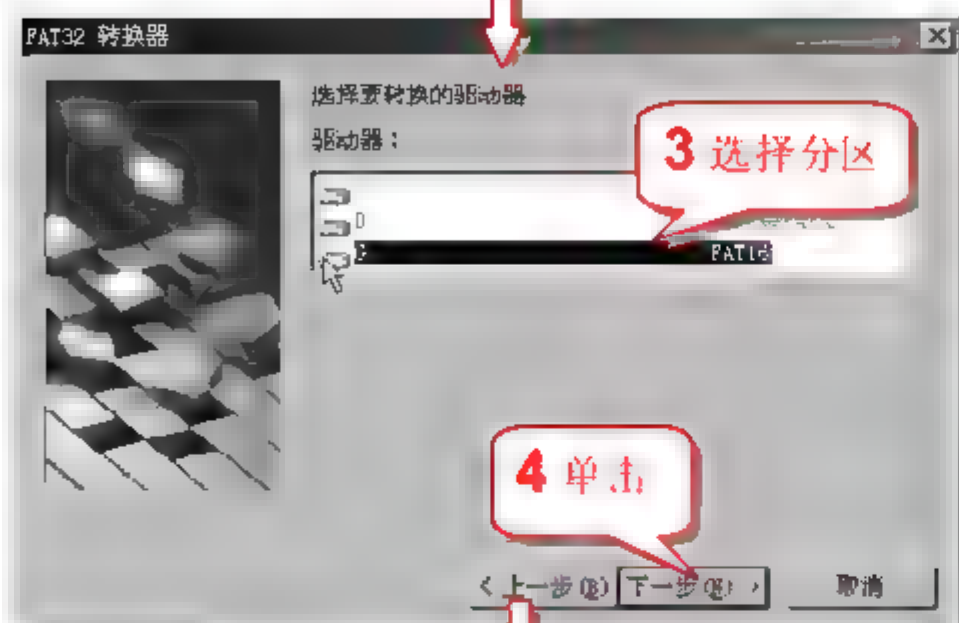 FAT32 转换器
选择要转换的驱动器
驱动器：
3 选择分区
D
FAT16
4 单击
< 上一步(B) 下一步(N) > 取消